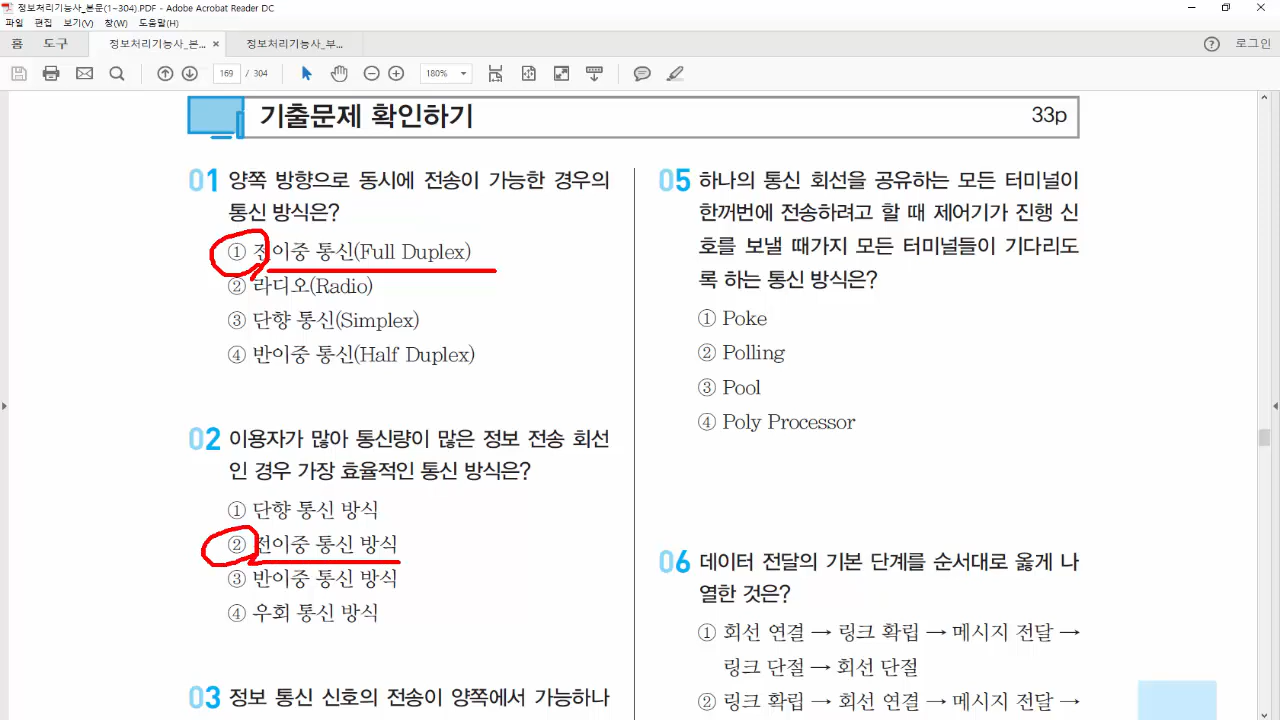 정보처리기능사_본문(1~304).PDF - Adobe Acrobat Reader DC
파일 편집 보기(V) 창(W) 도움말(H)
홈 도구 정보처리기능사_본... × 정보처리기능사_부... 로그인
169 / 304 180%
기출문제 확인하기 33p
01 양쪽 방향으로 동시에 전송이 가능한 경우의
통신 방식은?
① 전이중 통신(Full Duplex)
② 라디오(Radio)
③ 단향 통신(Simplex)
④ 반이중 통신(Half Duplex)
02 이용자가 많아 통신량이 많은 정보 전송 회선
인 경우 가장 효율적인 통신 방식은?
① 단향 통신 방식
② 전이중 통신 방식
③ 반이중 통신 방식
④ 우회 통신 방식
03 정보 통신 신호의 전송이 양쪽에서 가능하나
05 하나의 통신 회선을 공유하는 모든 터미널이
한꺼번에 전송하려고 할 때 제어기가 진행 신
호를 보낼 때가지 모든 터미널들이 기다리도
록 하는 통신 방식은?
① Poke
② Polling
③ Pool
④ Poly Processor
06 데이터 전달의 기본 단계를 순서대로 옳게 나
열한 것은?
① 회선 연결 → 링크 확립 → 메시지 전달 →
링크 단절 → 회선 단절
② 링크 확립 → 회선 연결 → 메시지 전달 →